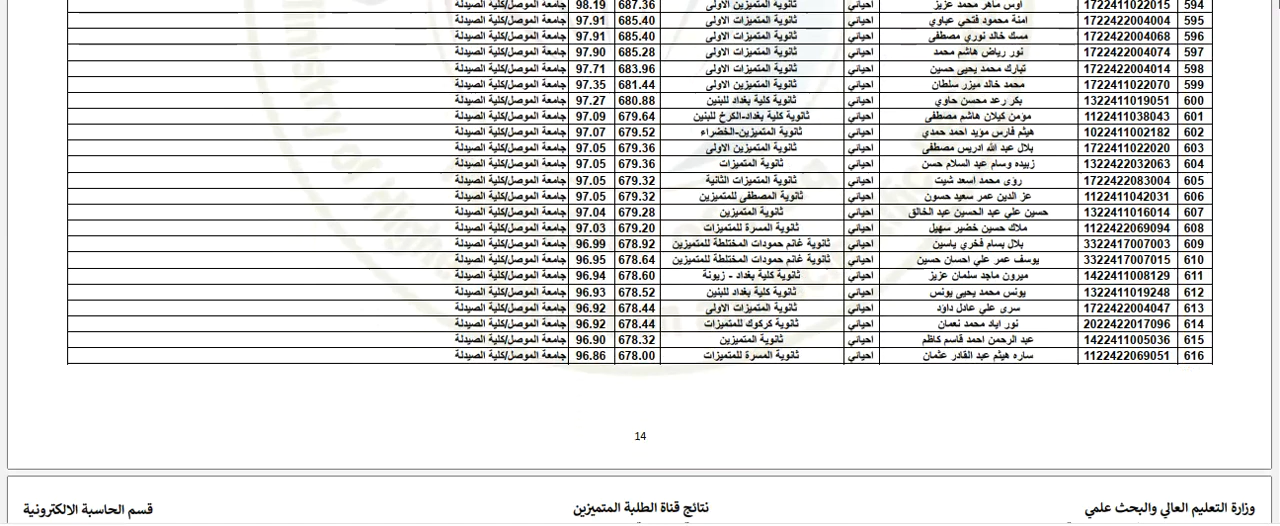 594 1722411022015 اوس ماهر محمد عزيز احيائي ثانوية المتميزين الاولى 687.36 98.19 جامعة الموصل/كلية الصيدلة
595 1722422004004 امنة محمود فتحي عباوي احيائي ثانوية المتميزات الاولى 685.40 97.91 جامعة الموصل/كلية الصيدلة
596 1722422004068 مسك خالد نوري مصطفى احيائي ثانوية المتميزات الاولى 685.40 97.91 جامعة الموصل/كلية الصيدلة
597 1722422004074 نور رياض هاشم محمد احيائي ثانوية المتميزات الاولى 685.28 97.90 جامعة الموصل/كلية الصيدلة
598 1722422004014 تبارك محمد يحيى حسين احيائي ثانوية المتميزات الاولى 683.96 97.71 جامعة الموصل/كلية الصيدلة
599 1722411022070 محمد خالد ميزر سلطان احيائي ثانوية المتميزين الاولى 681.44 97.35 جامعة الموصل/كلية الصيدلة
600 1322411019051 بكر رعد محسن حاوي احيائي ثانوية كلية بغداد للبنين 680.88 97.27 جامعة الموصل/كلية الصيدلة
601 1122411038043 مؤمن كيلان هاشم مصطفى احيائي ثانوية كلية بغداد-الكرخ للبنين 679.64 97.09 جامعة الموصل/كلية الصيدلة
602 1022411002182 هيثم فارس مؤيد احمد حمدي احيائي ثانوية المتميزين-الخضراء 679.52 97.07 جامعة الموصل/كلية الصيدلة
603 1722411022020 بلال عبد الله ادريس مصطفى احيائي ثانوية المتميزين الاولى 679.36 97.05 جامعة الموصل/كلية الصيدلة
604 1322422032063 زبيده وسام عبد السلام حسن احيائي ثانوية المتميزات 679.36 97.05 جامعة الموصل/كلية الصيدلة
605 1722422083004 رؤى محمد اسعد شيت احيائي ثانوية المتميزات الثانية 679.32 97.05 جامعة الموصل/كلية الصيدلة
606 1122411042031 عز الدين عمر سعيد حسون احيائي ثانوية المصطفى للمتميزين 679.32 97.05 جامعة الموصل/كلية الصيدلة
607 1322411016014 حسين علي عبد الحسين عبد الخالق احيائي ثانوية المتميزين 679.28 97.04 جامعة الموصل/كلية الصيدلة
608 1122422069094 ملاك حسين خضير سهيل احيائي ثانوية المسرة للمتميزات 679.20 97.03 جامعة الموصل/كلية الصيدلة
609 3322417007003 بلال بسام فخري ياسين احيائي ثانوية غانم حمودات المختلطة للمتميزين 678.92 96.99 جامعة الموصل/كلية الصيدلة
610 3322417007015 يوسف عمر علي احسان حسين احيائي ثانوية غانم حمودات المختلطة للمتميزين 678.64 96.95 جامعة الموصل/كلية الصيدلة
611 1422411008129 ميرون ماجد سلمان عزيز احيائي ثانوية كلية بغداد - زيونة 678.60 96.94 جامعة الموصل/كلية الصيدلة
612 1322411019248 يونس محمد يحيى يونس احيائي ثانوية كلية بغداد للبنين 678.52 96.93 جامعة الموصل/كلية الصيدلة
613 1722422004047 سرى علي عادل داؤد احيائي ثانوية المتميزات الاولى 678.44 96.92 جامعة الموصل/كلية الصيدلة
614 2022422017096 نور اياد محمد نعمان احيائي ثانوية كركوك للمتميزات 678.44 96.92 جامعة الموصل/كلية الصيدلة
615 1422411005036 عبد الرحمن احمد قاسم كاظم احيائي ثانوية المتميزين 678.32 96.90 جامعة الموصل/كلية الصيدلة
616 1122422069051 ساره هيثم عبد القادر عثمان احيائي ثانوية المسرة للمتميزات 678.00 96.86 جامعة الموصل/كلية الصيدلة
14
وزارة التعليم العالي والبحث علمي نتائج قناة الطلبة المتميزين قسم الحاسبة الالكترونية